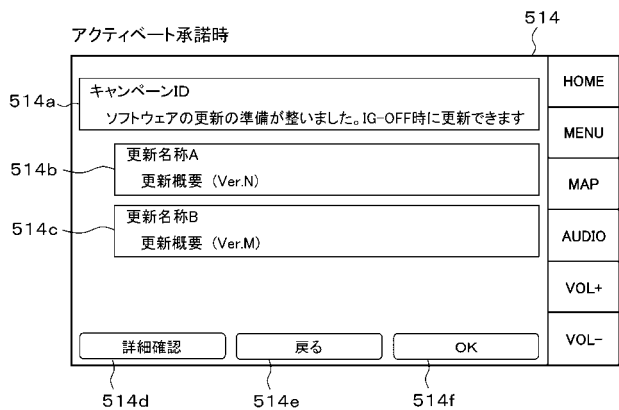 514
アクティベート承諾時
HOME
514a
キャンペーンID
ソフトウェアの更新の準備が整いました。IG-OFF時に更新できます
MENU
514b
更新名称A
更新概要 (Ver.N)
MAP
514c
更新名称B
更新概要 (Ver.M)
AUDIO
VOL+
詳細確認
戻る
OK
VOL-
514d
514e
514f